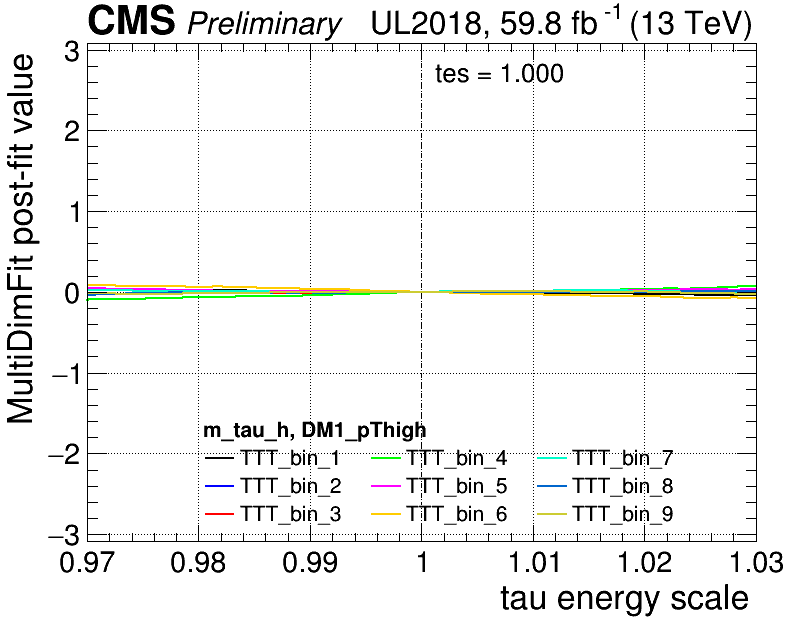 CMS Preliminary UL2018, 59.8 fb⁻¹ (13 TeV)
MultiDimFit post-fit value
tes = 1.000
3
2
1
0
−1
−2
−3
m_tau_h, DM1_pThigh
TTT_bin_1 TTT_bin_4 TTT_bin_7
TTT_bin_2 TTT_bin_5 TTT_bin_8
TTT_bin_3 TTT_bin_6 TTT_bin_9
0.97 0.98 0.99 1 1.01 1.02 1.03
tau energy scale